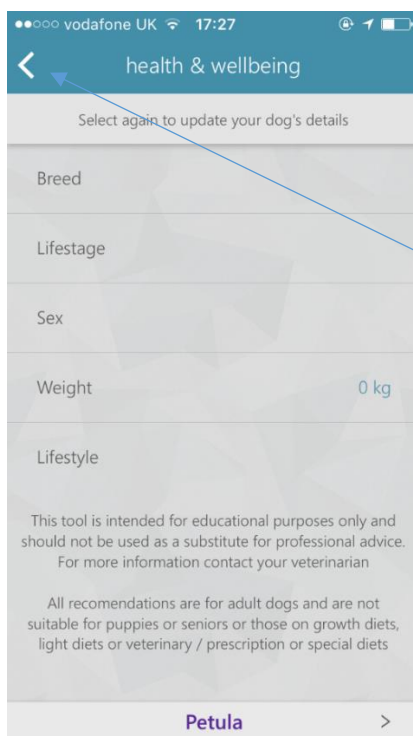 vodafone UK 17:27
health & wellbeing
Select again to update your dog's details
Breed
Lifestage
Sex
Weight 0 kg
Lifestyle
This tool is intended for educational purposes only and
should not be used as a substitute for professional advice.
For more information contact your veterinarian
All recomendations are for adult dogs and are not
suitable for puppies or seniors or those on growth diets,
light diets or veterinary / prescription or special diets
Petula >